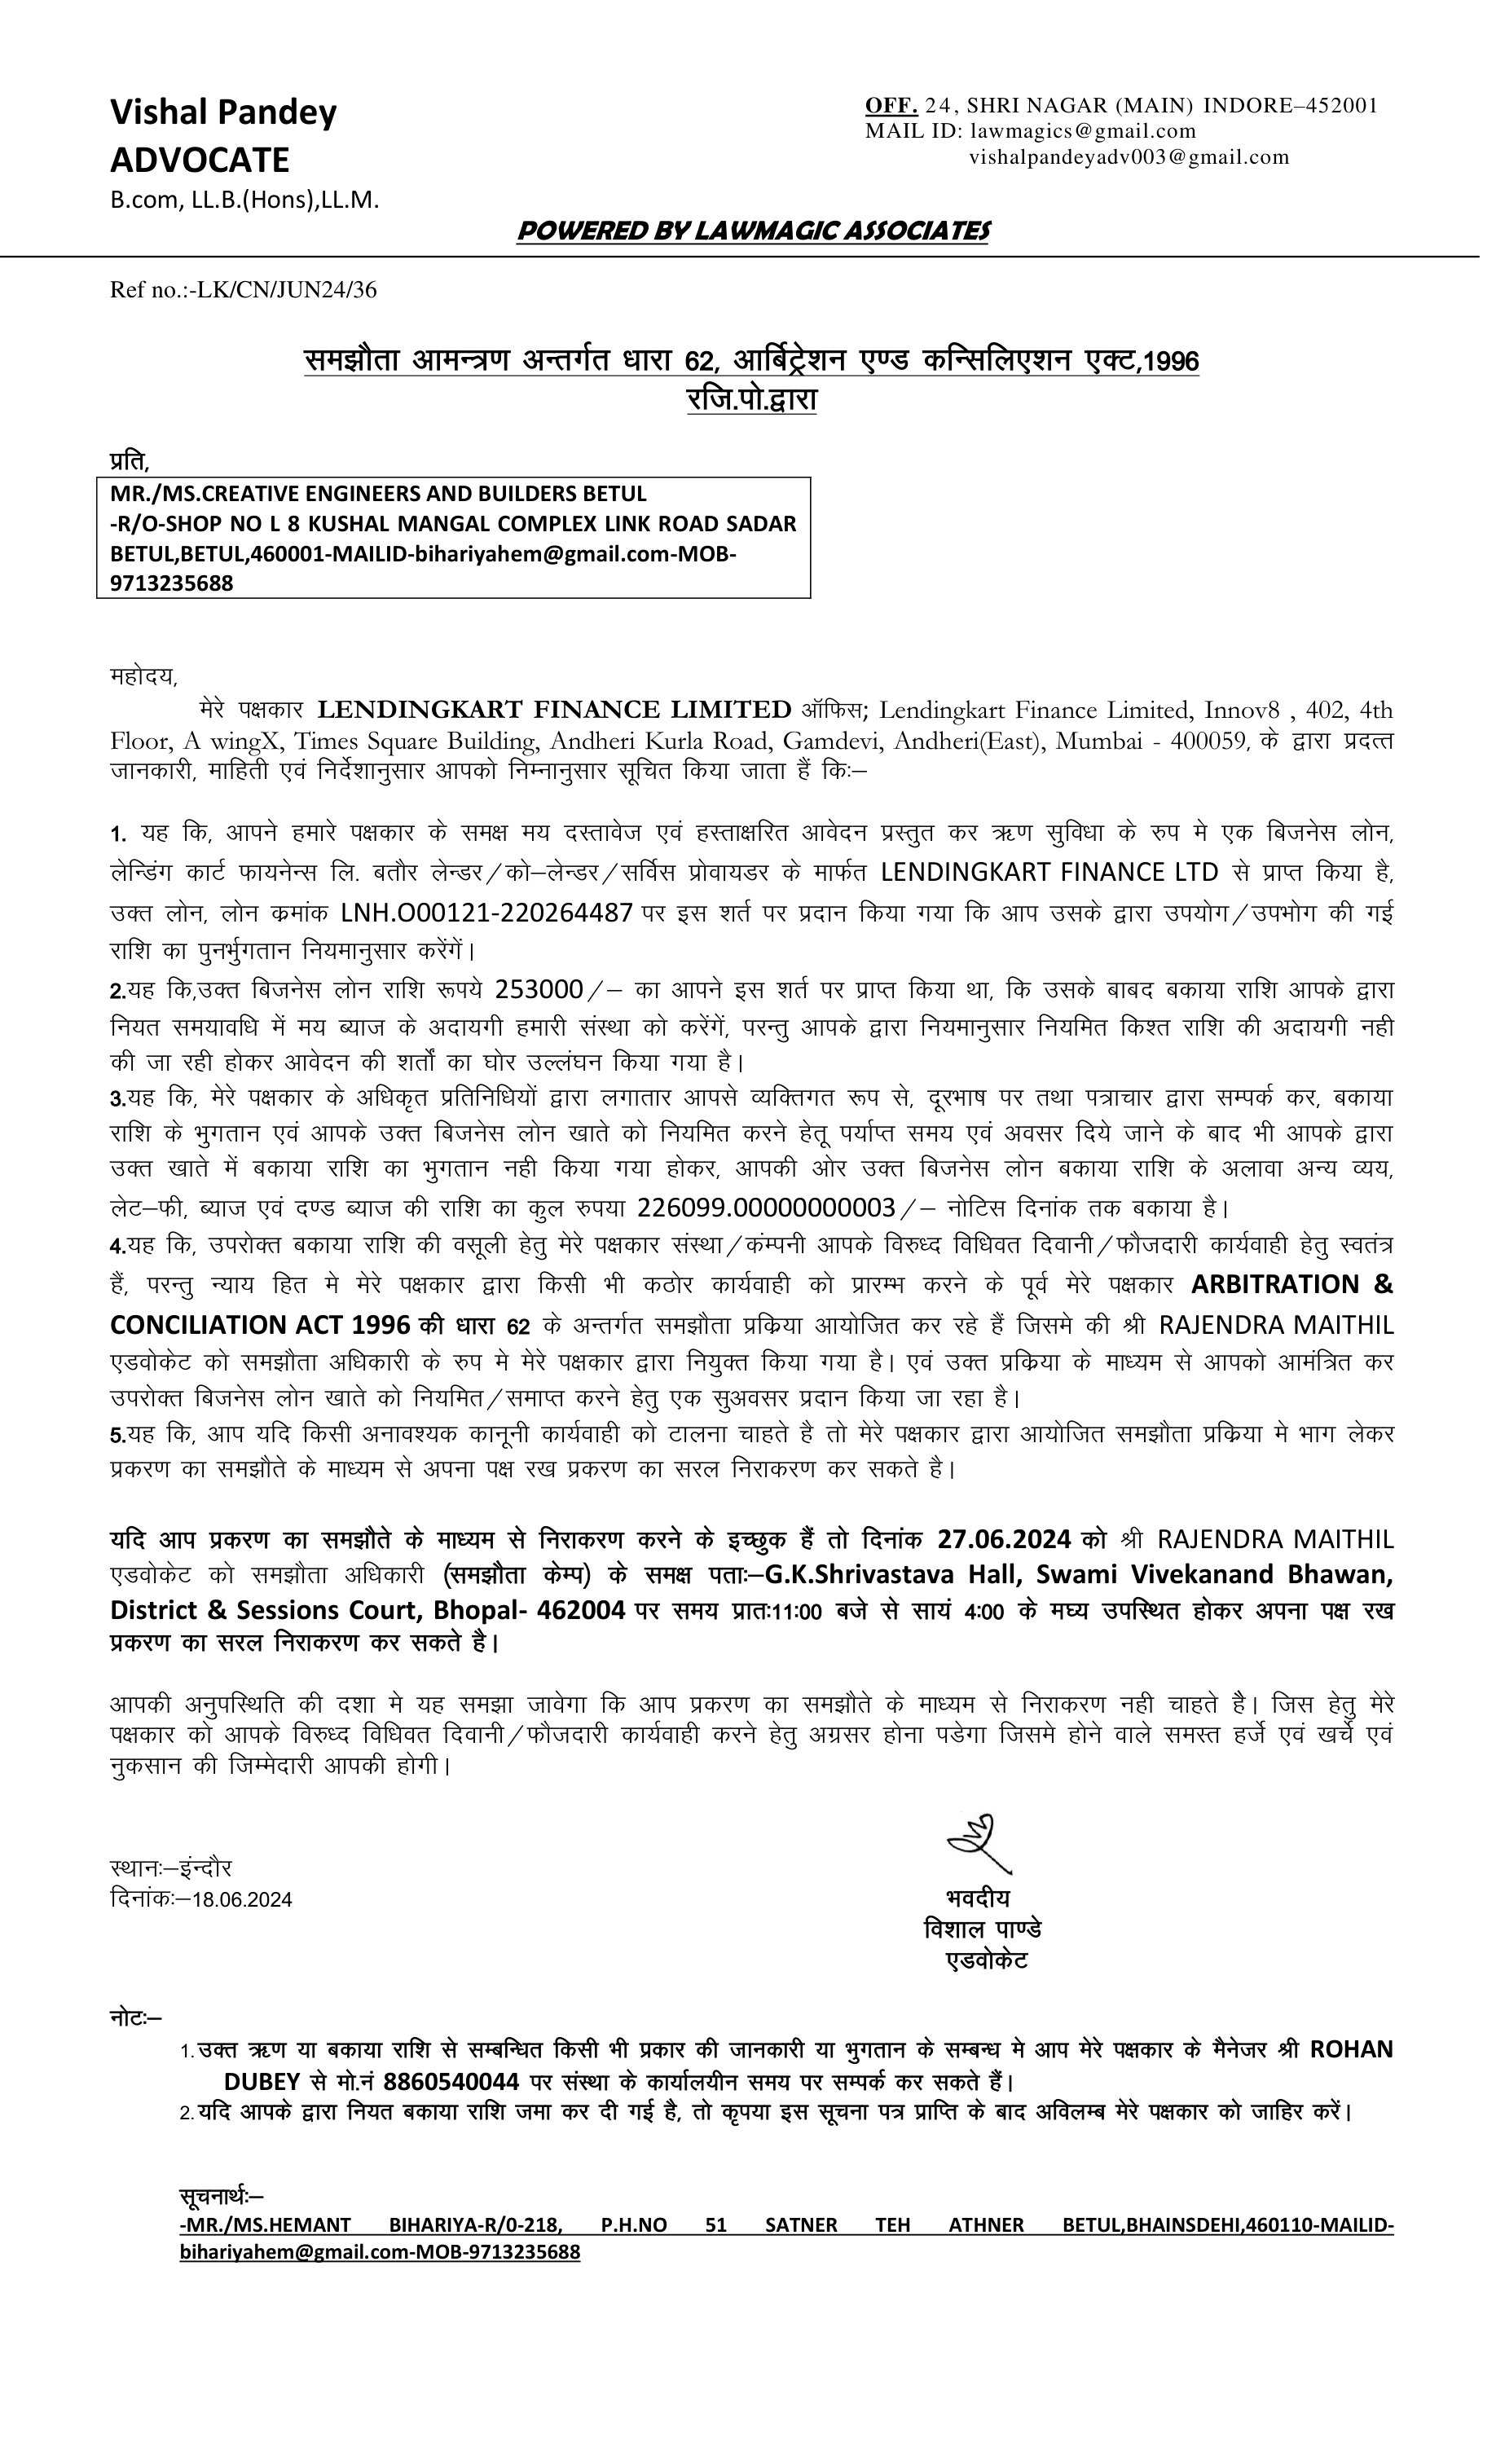 Vishal Pandey
ADVOCATE
B.com, LL.B.(Hons),LL.M.
OFF. 24, SHRI NAGAR (MAIN) INDORE–452001
MAIL ID: lawmagics@gmail.com
vishalpandeyadv003@gmail.com
POWERED BY LAWMAGIC ASSOCIATES
Ref no.:-LK/CN/JUN24/36
समझौता आमन्त्रण अन्तर्गत धारा 62, आर्बिट्रेशन एण्ड कन्सिलिएशन एक्ट,1996
रजि.पो.द्वारा
प्रति,
MR./MS.CREATIVE ENGINEERS AND BUILDERS BETUL
-R/O-SHOP NO L 8 KUSHAL MANGAL COMPLEX LINK ROAD SADAR
BETUL,BETUL,460001-MAILID-bihariyahem@gmail.com-MOB-
9713235688
महोदय,
मेरे पक्षकार LENDINGKART FINANCE LIMITED ऑफिस; Lendingkart Finance Limited, Innov8 , 402, 4th
Floor, A wingX, Times Square Building, Andheri Kurla Road, Gamdevi, Andheri(East), Mumbai - 400059, के द्वारा प्रदत्त
जानकारी, माहिती एवं निर्देशानुसार आपको निम्नानुसार सूचित किया जाता हैं किः–
1. यह कि, आपने हमारे पक्षकार के समक्ष मय दस्तावेज एवं हस्ताक्षरित आवेदन प्रस्तुत कर ऋण सुविधा के रुप मे एक बिजनेस लोन,
लेन्डिंग कार्ट फायनेन्स लि. बतौर लेन्डर/को–लेन्डर/सर्विस प्रोवायडर के मार्फत LENDINGKART FINANCE LTD से प्राप्त किया है,
उक्त लोन, लोन क्रमांक LNH.O00121-220264487 पर इस शर्त पर प्रदान किया गया कि आप उसके द्वारा उपयोग/उपभोग की गई
राशि का पुनर्भुगतान नियमानुसार करेंगें।
2.यह कि,उक्त बिजनेस लोन राशि रूपये 253000/– का आपने इस शर्त पर प्राप्त किया था, कि उसके बाबद बकाया राशि आपके द्वारा
नियत समयावधि में मय ब्याज के अदायगी हमारी संस्था को करेंगें, परन्तु आपके द्वारा नियमानुसार नियमित किश्त राशि की अदायगी नही
की जा रही होकर आवेदन की शर्तों का घोर उल्लंघन किया गया है।
3.यह कि, मेरे पक्षकार के अधिकृत प्रतिनिधियों द्वारा लगातार आपसे व्यक्तिगत रूप से, दूरभाष पर तथा पत्राचार द्वारा सम्पर्क कर, बकाया
राशि के भुगतान एवं आपके उक्त बिजनेस लोन खाते को नियमित करने हेतू पर्याप्त समय एवं अवसर दिये जाने के बाद भी आपके द्वारा
उक्त खाते में बकाया राशि का भुगतान नही किया गया होकर, आपकी ओर उक्त बिजनेस लोन बकाया राशि के अलावा अन्य व्यय,
लेट–फी, ब्याज एवं दण्ड ब्याज की राशि का कुल रुपया 226099.00000000003/– नोटिस दिनांक तक बकाया है।
4.यह कि, उपरोक्त बकाया राशि की वसूली हेतु मेरे पक्षकार संस्था/कंम्पनी आपके विरुध्द विधिवत दिवानी/फौजदारी कार्यवाही हेतु स्वतंत्र
हैं, परन्तु न्याय हित मे मेरे पक्षकार द्वारा किसी भी कठोर कार्यवाही को प्रारम्भ करने के पूर्व मेरे पक्षकार ARBITRATION &
CONCILIATION ACT 1996 की धारा 62 के अन्तर्गत समझौता प्रक्रिया आयोजित कर रहे हैं जिसमे की श्री RAJENDRA MAITHIL
एडवोकेट को समझौता अधिकारी के रुप मे मेरे पक्षकार द्वारा नियुक्त किया गया है। एवं उक्त प्रक्रिया के माध्यम से आपको आमंत्रित कर
उपरोक्त बिजनेस लोन खाते को नियमित/समाप्त करने हेतु एक सुअवसर प्रदान किया जा रहा है।
5.यह कि, आप यदि किसी अनावश्यक कानूनी कार्यवाही को टालना चाहते है तो मेरे पक्षकार द्वारा आयोजित समझौता प्रक्रिया मे भाग लेकर
प्रकरण का समझौते के माध्यम से अपना पक्ष रख प्रकरण का सरल निराकरण कर सकते है।
यदि आप प्रकरण का समझौते के माध्यम से निराकरण करने के इच्छुक हैं तो दिनांक 27.06.2024 को श्री RAJENDRA MAITHIL
एडवोकेट को समझौता अधिकारी (समझौता केम्प) के समक्ष पताः–G.K.Shrivastava Hall, Swami Vivekanand Bhawan,
District & Sessions Court, Bhopal- 462004 पर समय प्रातः11:00 बजे से सायं 4:00 के मघ्य उपस्थित होकर अपना पक्ष रख
प्रकरण का सरल निराकरण कर सकते है।
आपकी अनुपस्थिति की दशा मे यह समझा जावेगा कि आप प्रकरण का समझौते के माध्यम से निराकरण नही चाहते है। जिस हेतु मेरे
पक्षकार को आपके विरुध्द विधिवत दिवानी/फौजदारी कार्यवाही करने हेतु अग्रसर होना पडेगा जिसमे होने वाले समस्त हर्जे एवं खर्चे एवं
नुकसान की जिम्मेदारी आपकी होगी।
स्थानः–इंन्दौर
दिनांकः–18.06.2024
भवदीय
विशाल पाण्डे
एडवोकेट
नोटः–
1. उक्त ऋण या बकाया राशि से सम्बन्धित किसी भी प्रकार की जानकारी या भुगतान के सम्बन्ध मे आप मेरे पक्षकार के मैनेजर श्री ROHAN
DUBEY से मो.नं 8860540044 पर संस्था के कार्यालयीन समय पर सम्पर्क कर सकते हैं।
2. यदि आपके द्वारा नियत बकाया राशि जमा कर दी गई है, तो कृपया इस सूचना पत्र प्राप्ति के बाद अविलम्ब मेरे पक्षकार को जाहिर करें।
सूचनार्थः–
-MR./MS.HEMANT BIHARIYA-R/0-218, P.H.NO 51 SATNER TEH ATHNER BETUL,BHAINSDEHI,460110-MAILID-
bihariyahem@gmail.com-MOB-9713235688